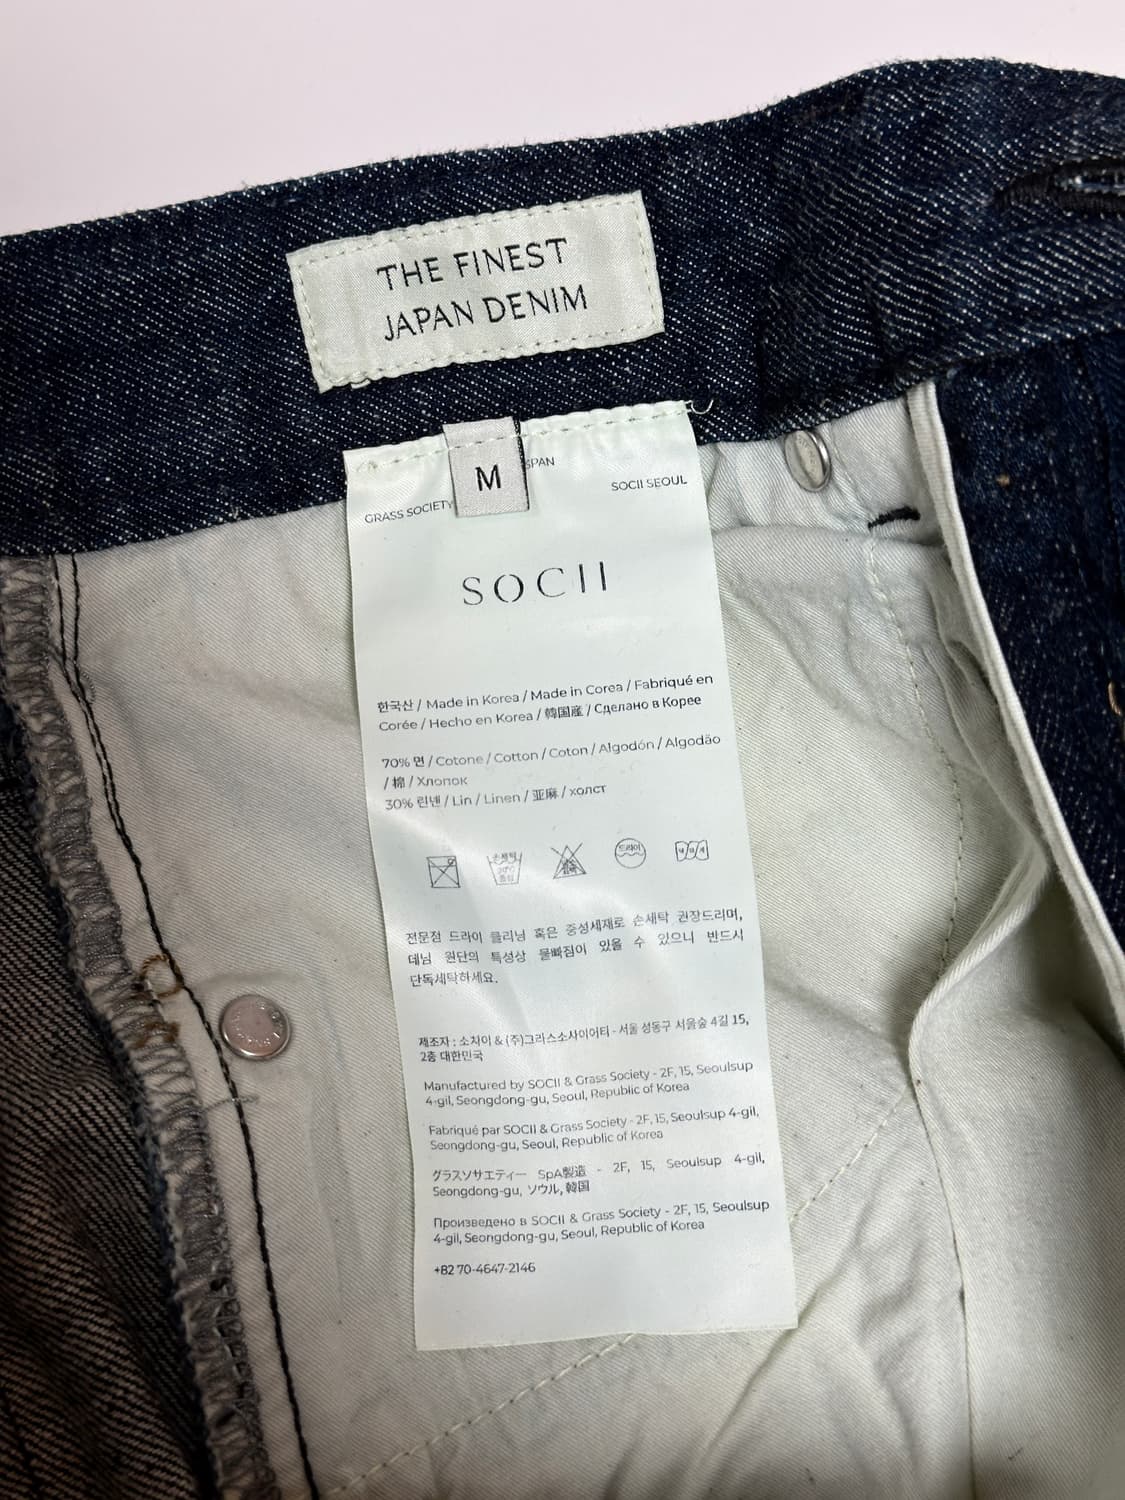 THE FINEST
JAPAN DENIM
M
GRASS SOCIETY
SPAN
SOCII SEOUL
SOCII
한국산 / Made in Korea / Made in Corea / Fabriqué en
Corée / Hecho en Korea / 韓国産 / Сделано в Корее
70% 면 / Cotone / Cotton / Coton / Algodón / Algodão
/ 棉 / Хлопок
30% 린넨 / Lin / Linen / 亚麻 / холст
손세탁
30℃
중성
드라이
전문점 드라이 클리닝 혹은 중성세제로 손세탁 권장드리며,
데님 원단의 특성상 물빠짐이 있을 수 있으니 반드시
단독세탁하세요.
제조자 : 소치이 & (주)그라스소사이어티 - 서울 성동구 서울숲 4길 15,
2층 대한민국
Manufactured by SOCII & Grass Society - 2F, 15, Seoulsup
4-gil, Seongdong-gu, Seoul, Republic of Korea
Fabriqué par SOCII & Grass Society - 2F, 15, Seoulsup 4-gil,
Seongdong-gu, Seoul, Republic of Korea
グラスソサエティー SpA製造 - 2F, 15, Seoulsup 4-gil,
Seongdong-gu, ソウル, 韓国
Произведено в SOCII & Grass Society - 2F, 15, Seoulsup
4-gil, Seongdong-gu, Seoul, Republic of Korea
+82 70-4647-2146